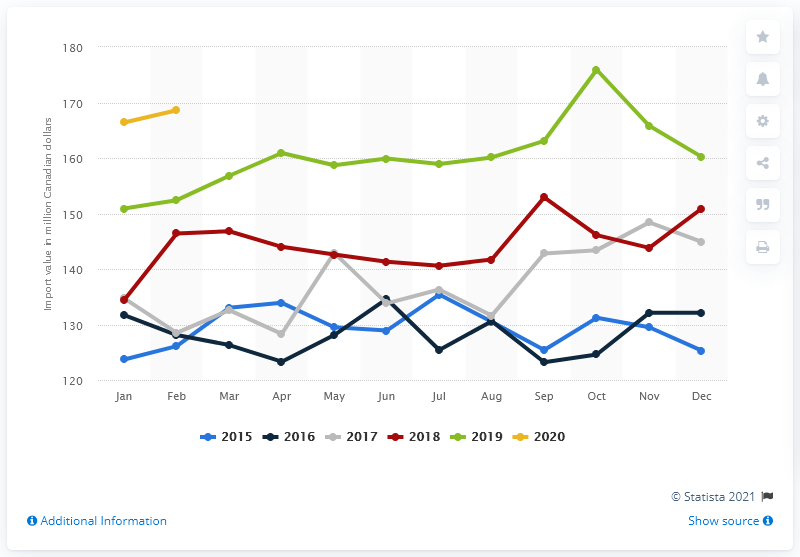 180
170
160
150
140
130
120
Import value in million Canadian dollars
Jan Feb Mar Apr May Jun Jul Aug Sep Oct Nov Dec
2015 2016 2017 2018 2019 2020
© Statista 2021
Additional Information
Show source